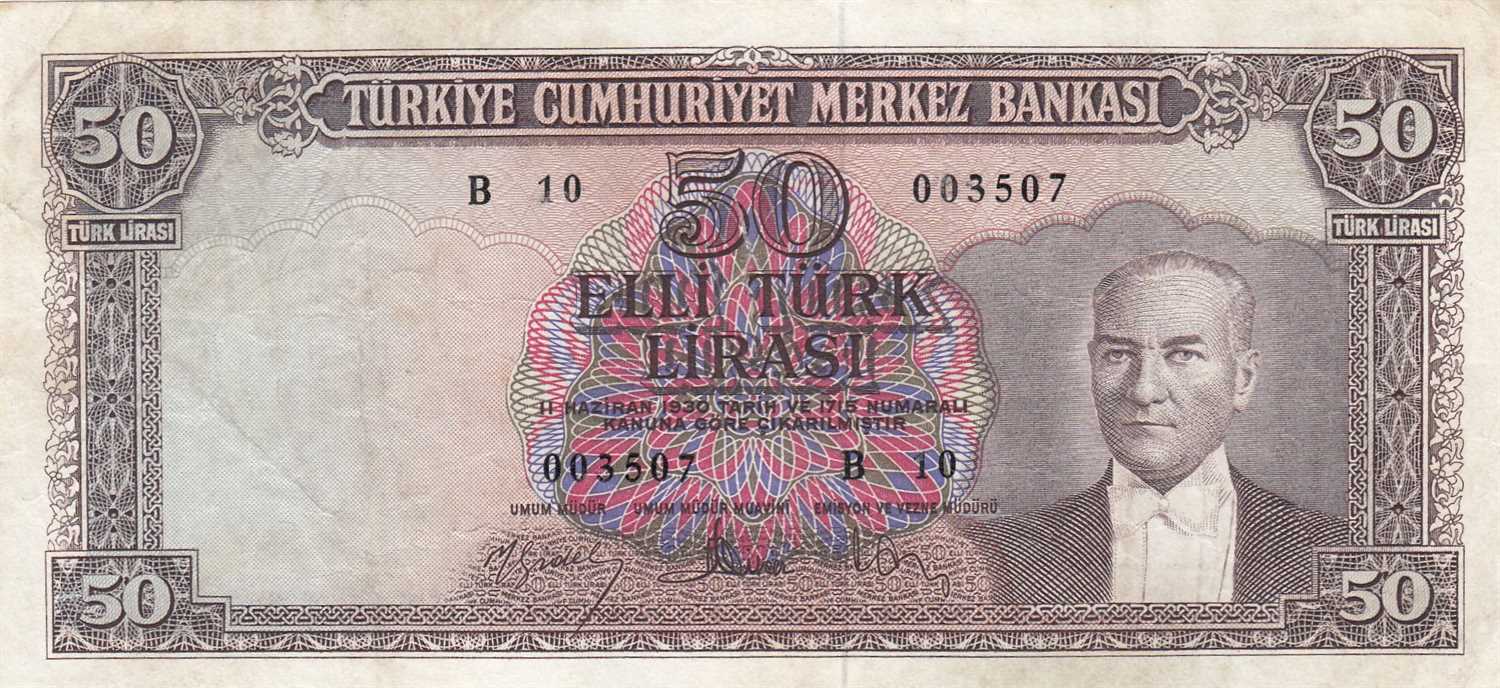 TÜRKİYE CUMHURİYET MERKEZ BANKASI
50 50
B 10 50 003507
TÜRK LİRASI TÜRK LİRASI
ELLİ TÜRK
LİRASI
11 HAZİRAN 1930 TARİH VE 1715 NUMARALI
KANUNA GÖRE ÇIKARILMIŞTIR
003507 B 10
UMUM MÜDÜR UMUM MÜDÜR MUAVİNİ EMİSYON VE VEZNE MÜDÜRÜ
50 50